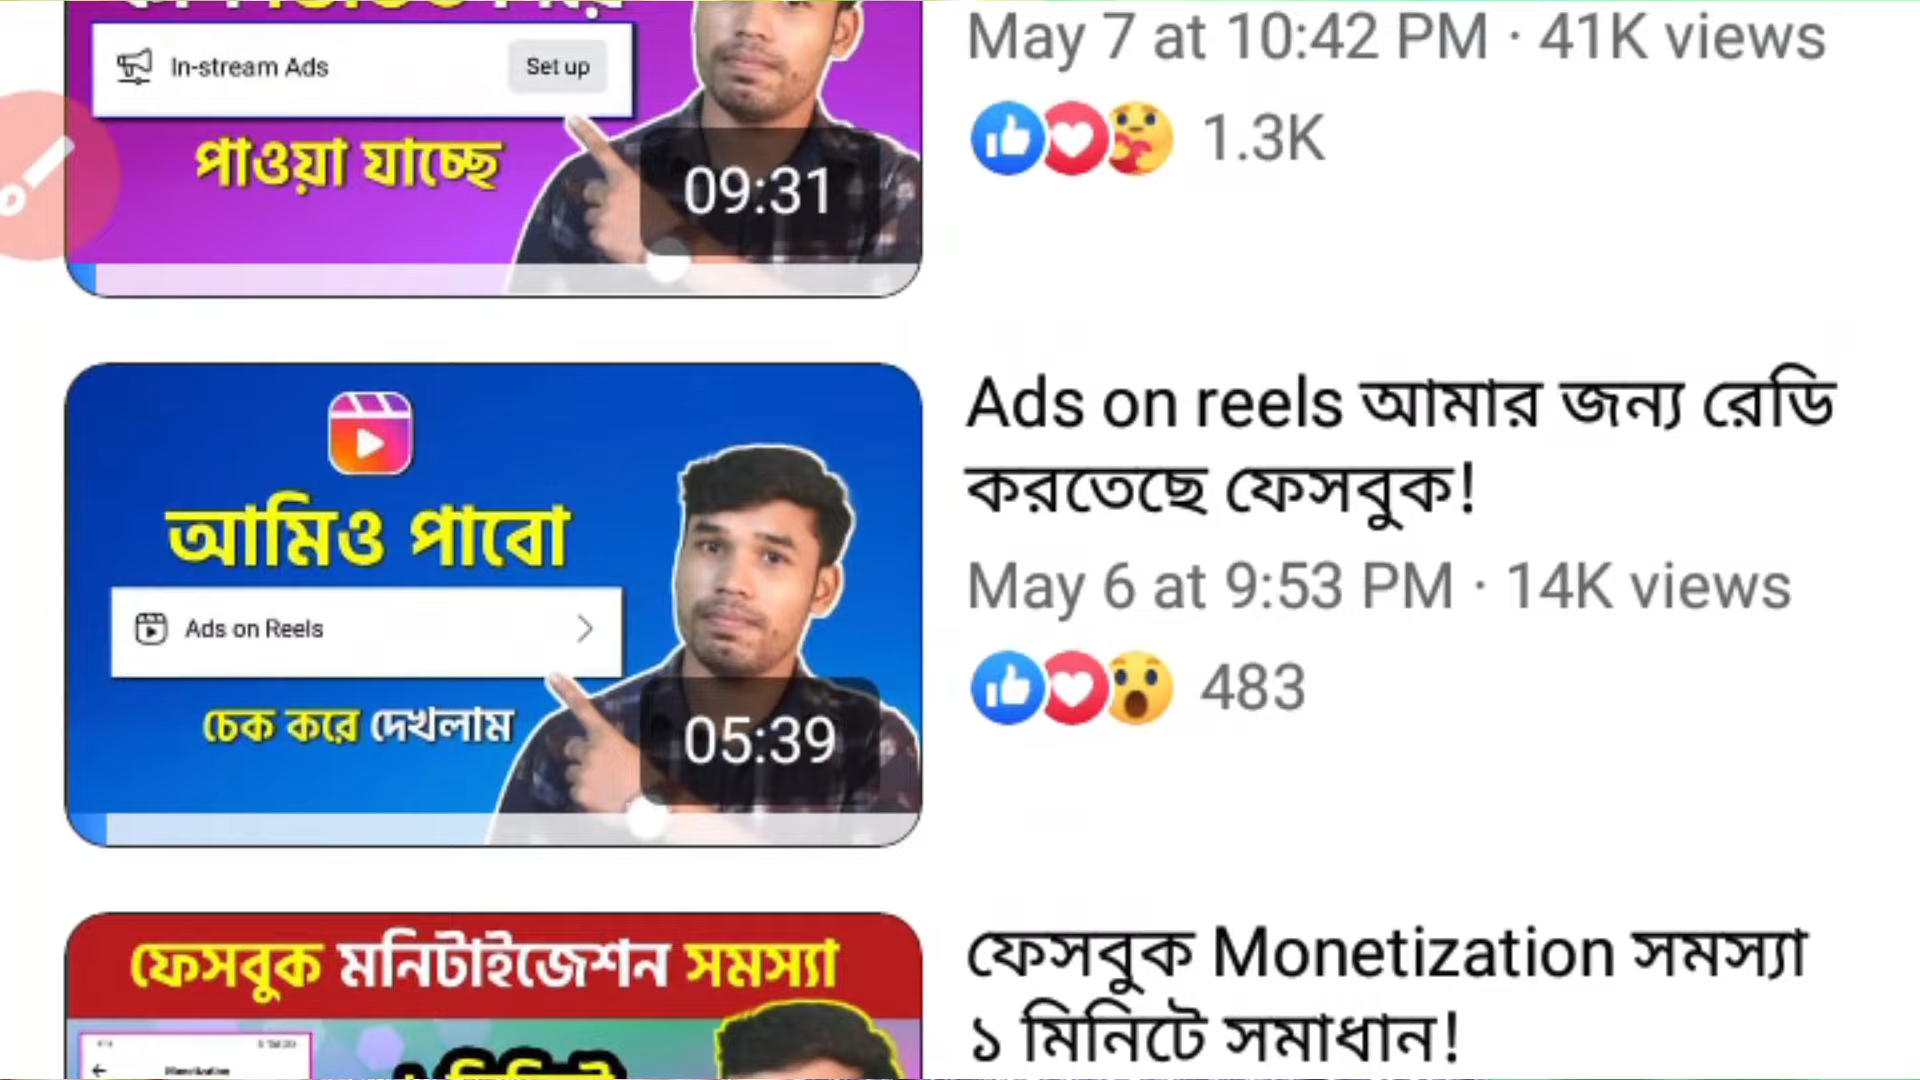 In-stream Ads
Set up
পাওয়া যাচ্ছে
09:31
May 7 at 10:42 PM · 41K views
1.3K
আমিও পাবো
Ads on Reels
চেক করে দেখলাম
05:39
Ads on reels আমার জন্য রেডি
করতেছে ফেসবুক!
May 6 at 9:53 PM · 14K views
483
ফেসবুক মনিটাইজেশন সমস্যা
Monetization
ফেসবুক Monetization সমস্যা
১ মিনিটে সমাধান!